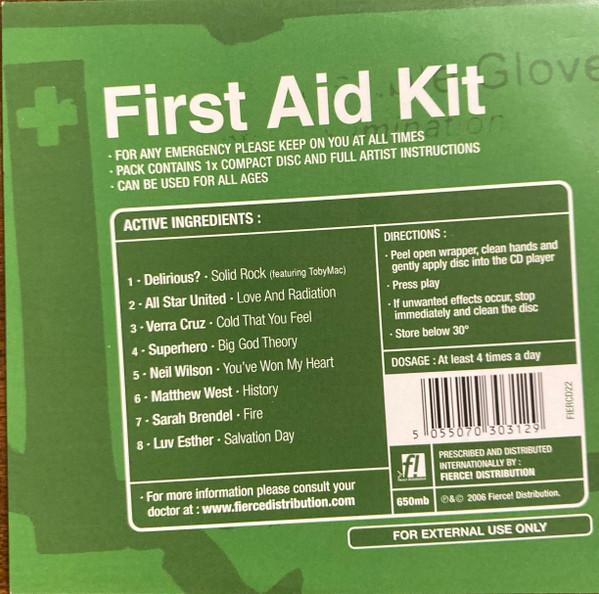 Glove
First Aid Kit
· FOR ANY EMERGENCY PLEASE KEEP ON YOU AT ALL TIMES
· PACK CONTAINS 1x COMPACT DISC AND FULL ARTIST INSTRUCTIONS
· CAN BE USED FOR ALL AGES
ACTIVE INGREDIENTS :
1 · Delirious? · Solid Rock (featuring TobyMac)
2 · All Star United · Love And Radiation
3 · Verra Cruz · Cold That You Feel
4 · Superhero · Big God Theory
5 · Neil Wilson · You've Won My Heart
6 · Matthew West · History
7 · Sarah Brendel · Fire
8 · Luv Esther · Salvation Day
· For more information please consult your
doctor at : www.fiercedistribution.com
DIRECTIONS :
· Peel open wrapper, clean hands and
gently apply disc into the CD player
· Press play
· If unwanted effects occur, stop
immediately and clean the disc
· Store below 30°
DOSAGE : At least 4 times a day
5 055070 303129
FIERCD22
f!
650mb
PRESCRIBED AND DISTRIBUTED
INTERNATIONALLY BY :
FIERCE! DISTRIBUTION
℗&© 2006 Fierce! Distribution.
FOR EXTERNAL USE ONLY